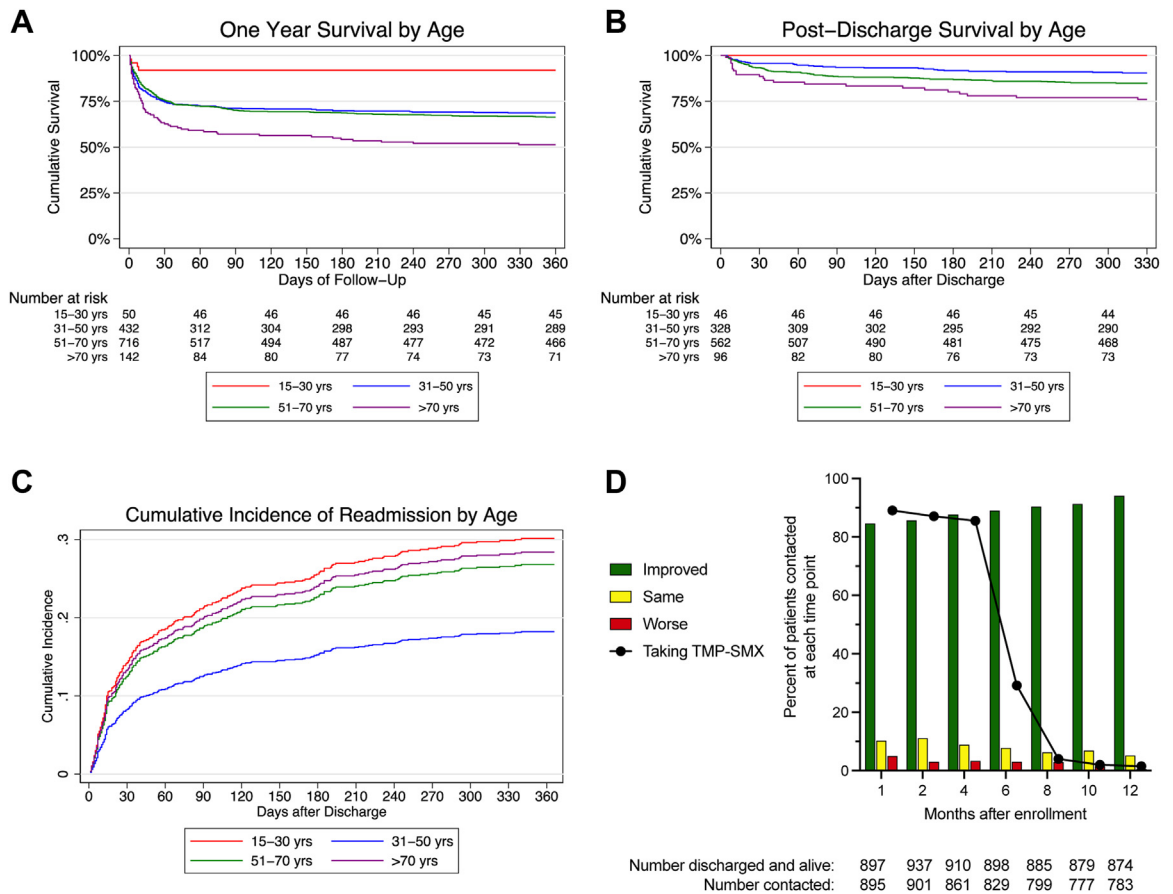 A
One Year Survival by Age
100%
75%
50%
25%
0%
Cumulative Survival
0 30 60 90 120 150 180 210 240 270 300 330 360
Days of Follow-Up
Number at risk
15-30 yrs 50 46 46 46 46 45 45
31-50 yrs 432 312 304 298 293 291 289
51-70 yrs 716 517 494 487 477 472 466
>70 yrs 142 84 80 77 74 73 71
15-30 yrs 31-50 yrs
51-70 yrs >70 yrs
B
Post-Discharge Survival by Age
100%
75%
50%
25%
0%
Cumulative Survival
0 30 60 90 120 150 180 210 240 270 300 330
Days after Discharge
Number at risk
15-30 yrs 46 46 46 46 45 44
31-50 yrs 328 309 302 295 292 290
51-70 yrs 562 507 490 481 475 468
>70 yrs 96 82 80 76 73 73
15-30 yrs 31-50 yrs
51-70 yrs >70 yrs
C
Cumulative Incidence of Readmission by Age
.3
.2
.1
0
Cumulative Incidence
0 30 60 90 120 150 180 210 240 270 300 330 360
Days after Discharge
15-30 yrs 31-50 yrs
51-70 yrs >70 yrs
D
Improved
Same
Worse
Taking TMP-SMX
Percent of patients contacted
at each time point
100
80
60
40
20
0
1 2 4 6 8 10 12
Months after enrollment
Number discharged and alive: 897 937 910 898 885 879 874
Number contacted: 895 901 861 829 799 777 783